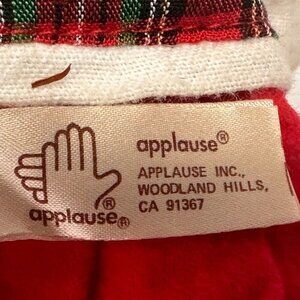 applause®
APPLAUSE INC.,
WOODLAND HILLS,
CA 91367
®
applause®